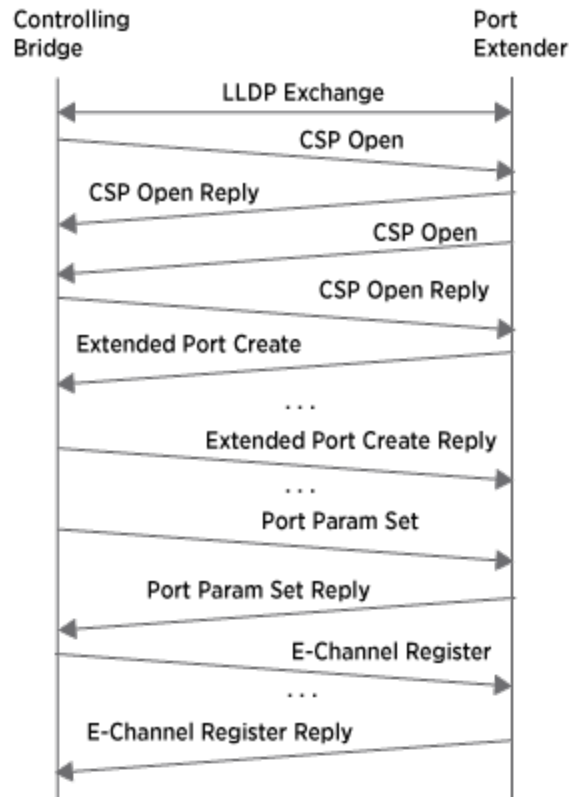 Controlling
Bridge
Port
Extender
LLDP Exchange
CSP Open
CSP Open Reply
CSP Open
CSP Open Reply
Extended Port Create
. . .
Extended Port Create Reply
. . .
Port Param Set
Port Param Set Reply
E-Channel Register
. . .
E-Channel Register Reply